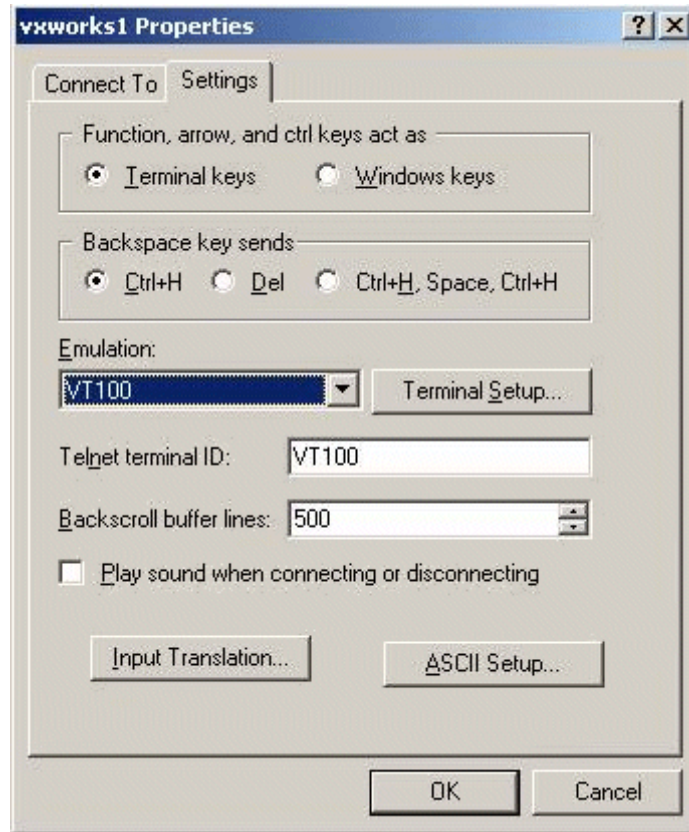 vxworks1 Properties
Connect To Settings
Function, arrow, and ctrl keys act as
Terminal keys Windows keys
Backspace key sends
Ctrl+H Del Ctrl+H, Space, Ctrl+H
Emulation:
VT100 Terminal Setup...
Telnet terminal ID: VT100
Backscroll buffer lines: 500
Play sound when connecting or disconnecting
Input Translation... ASCII Setup...
OK Cancel